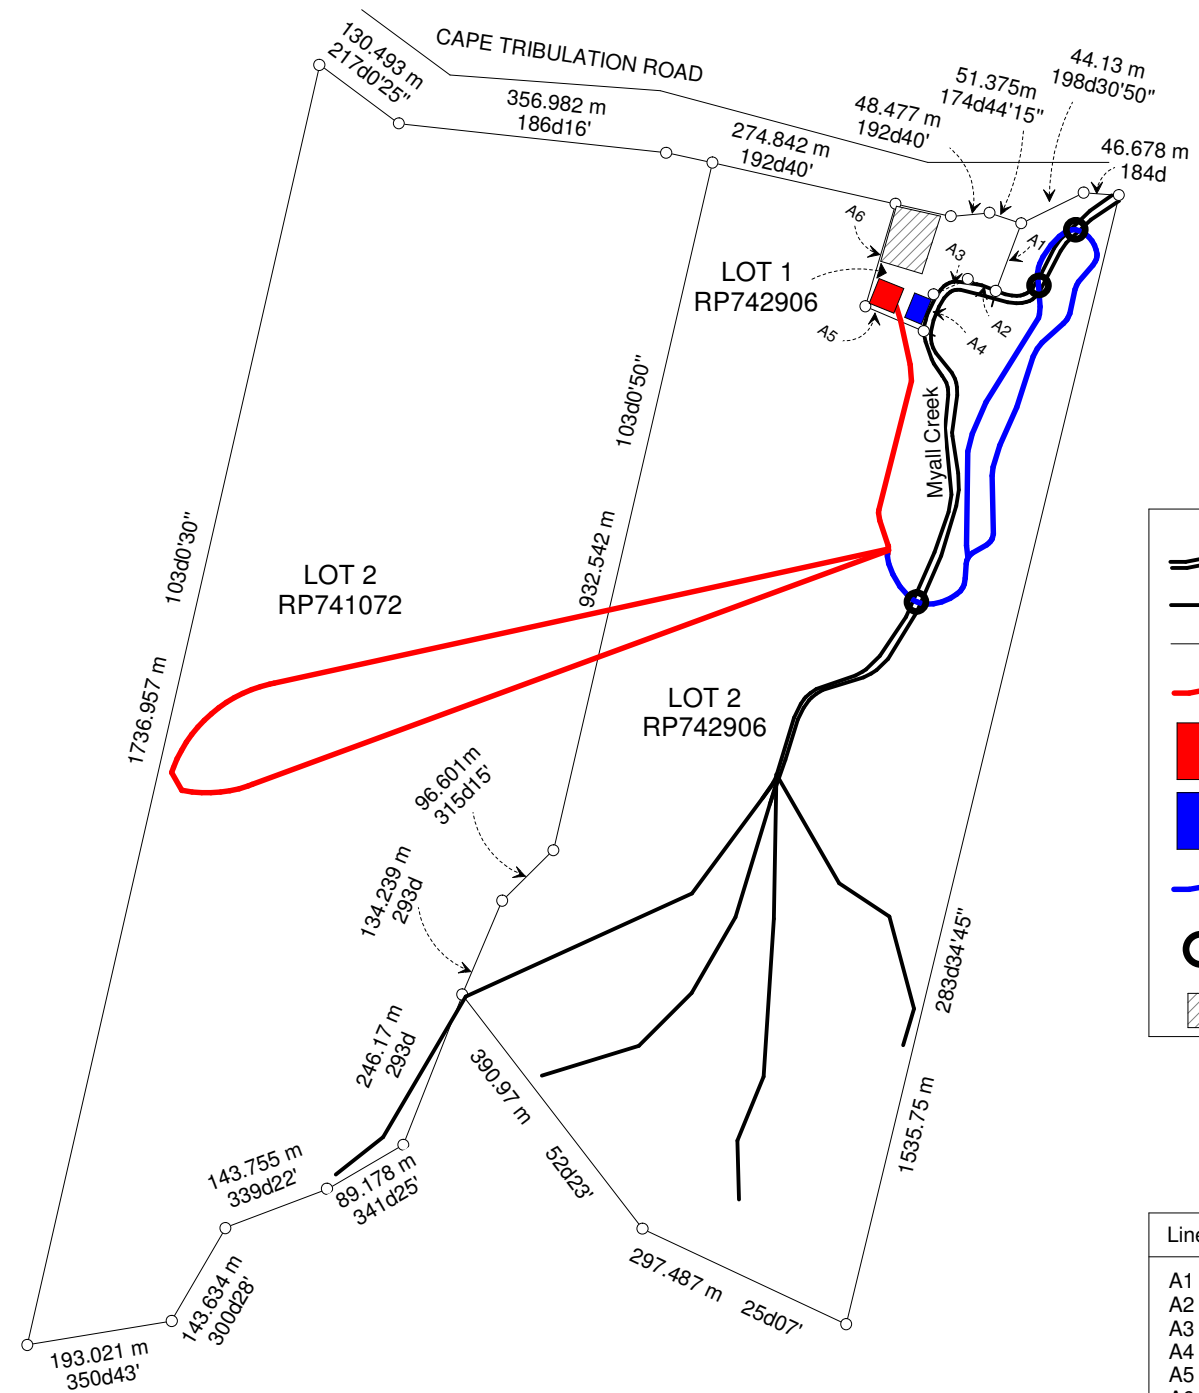 CAPE TRIBULATION ROAD
130.493 m
217d0'25"
356.982 m
186d16'
274.842 m
192d40'
48.477 m
192d40'
51.375m
174d44'15"
44.13 m
198d30'50"
46.678 m
184d
A6
A3
A1
LOT 1
RP742906
A5
A4
A2
103d0'50"
Myall Creek
103d0'30"
932.542 m
LOT 2
RP741072
1736.957 m
LOT 2
RP742906
96.601m
315d15'
134.239 m
293d
283d34'45"
246.17 m
293d
390.97 m
52d23'
1535.75 m
143.755 m
339d22'
89.178 m
341d25'
143.634 m
300d28'
297.487 m
25d07'
193.021 m
350d43'
Line
A1
A2
A3
A4
A5